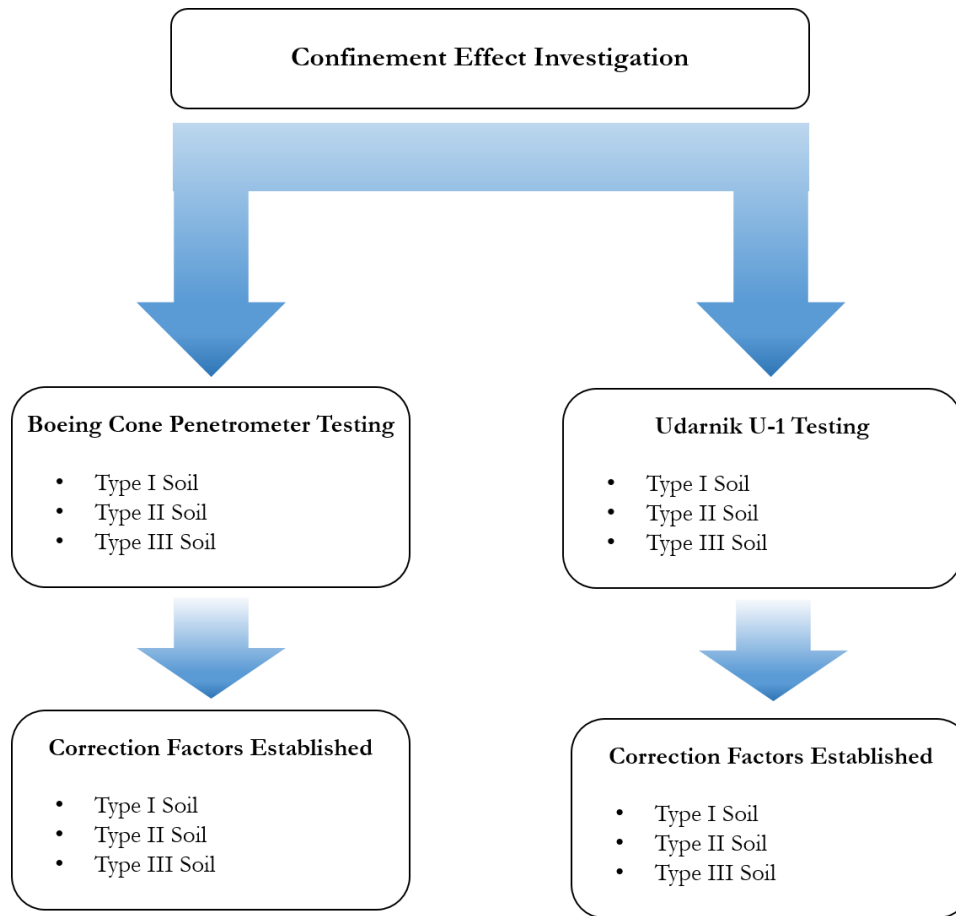 Confinement Effect Investigation
Boeing Cone Penetrometer Testing
• Type I Soil
• Type II Soil
• Type III Soil
Udarnik U-1 Testing
• Type I Soil
• Type II Soil
• Type III Soil
Correction Factors Established
• Type I Soil
• Type II Soil
• Type III Soil
Correction Factors Established
• Type I Soil
• Type II Soil
• Type III Soil